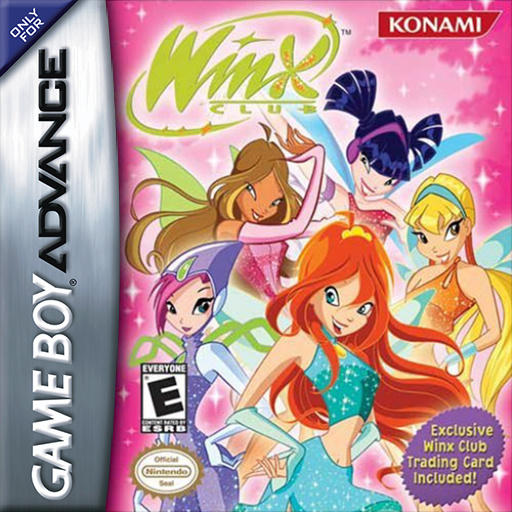 ONLY
FOR
GAME BOY ADVANCE
®
KONAMI
Winx™
CLUB
EVERYONE
E
CONTENT RATED BY
ESRB
Official
Nintendo
Seal
Exclusive
Winx Club
Trading Card
Included!